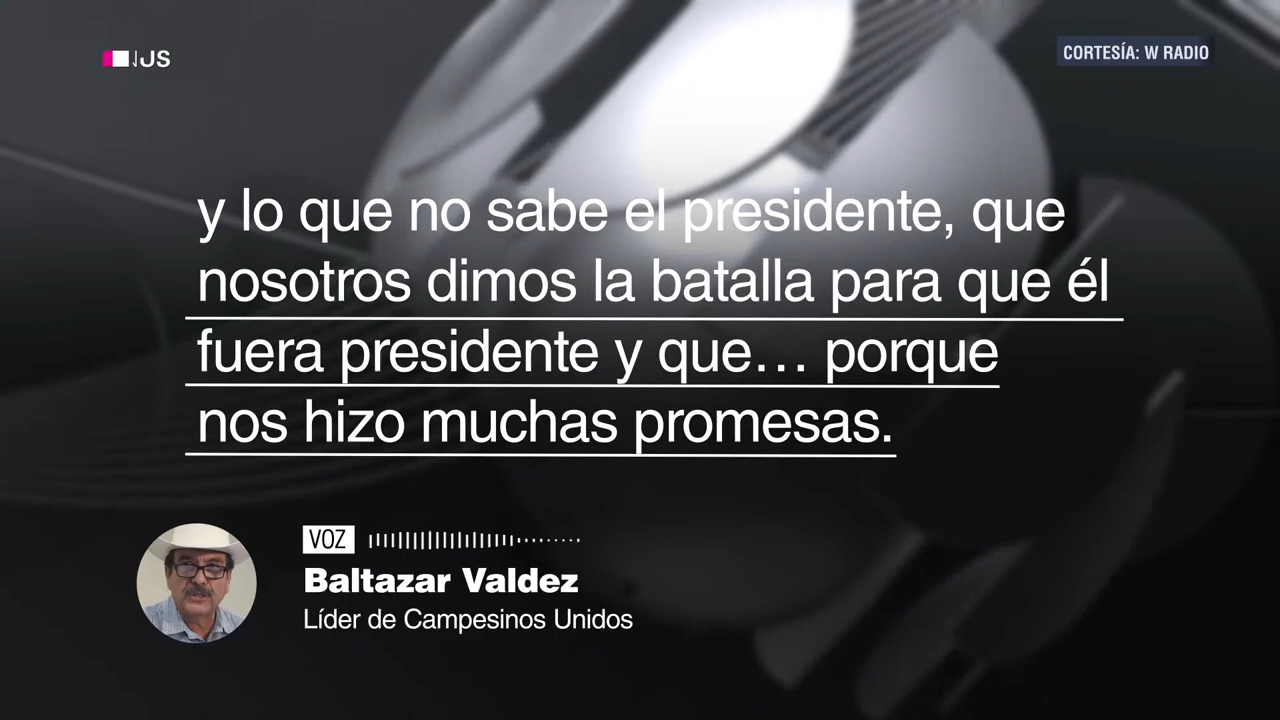 CORTESÍA: W RADIO
y lo que no sabe el presidente, que
nosotros dimos la batalla para que él
fuera presidente y que… porque
nos hizo muchas promesas.
VOZ
Baltazar Valdez
Líder de Campesinos Unidos